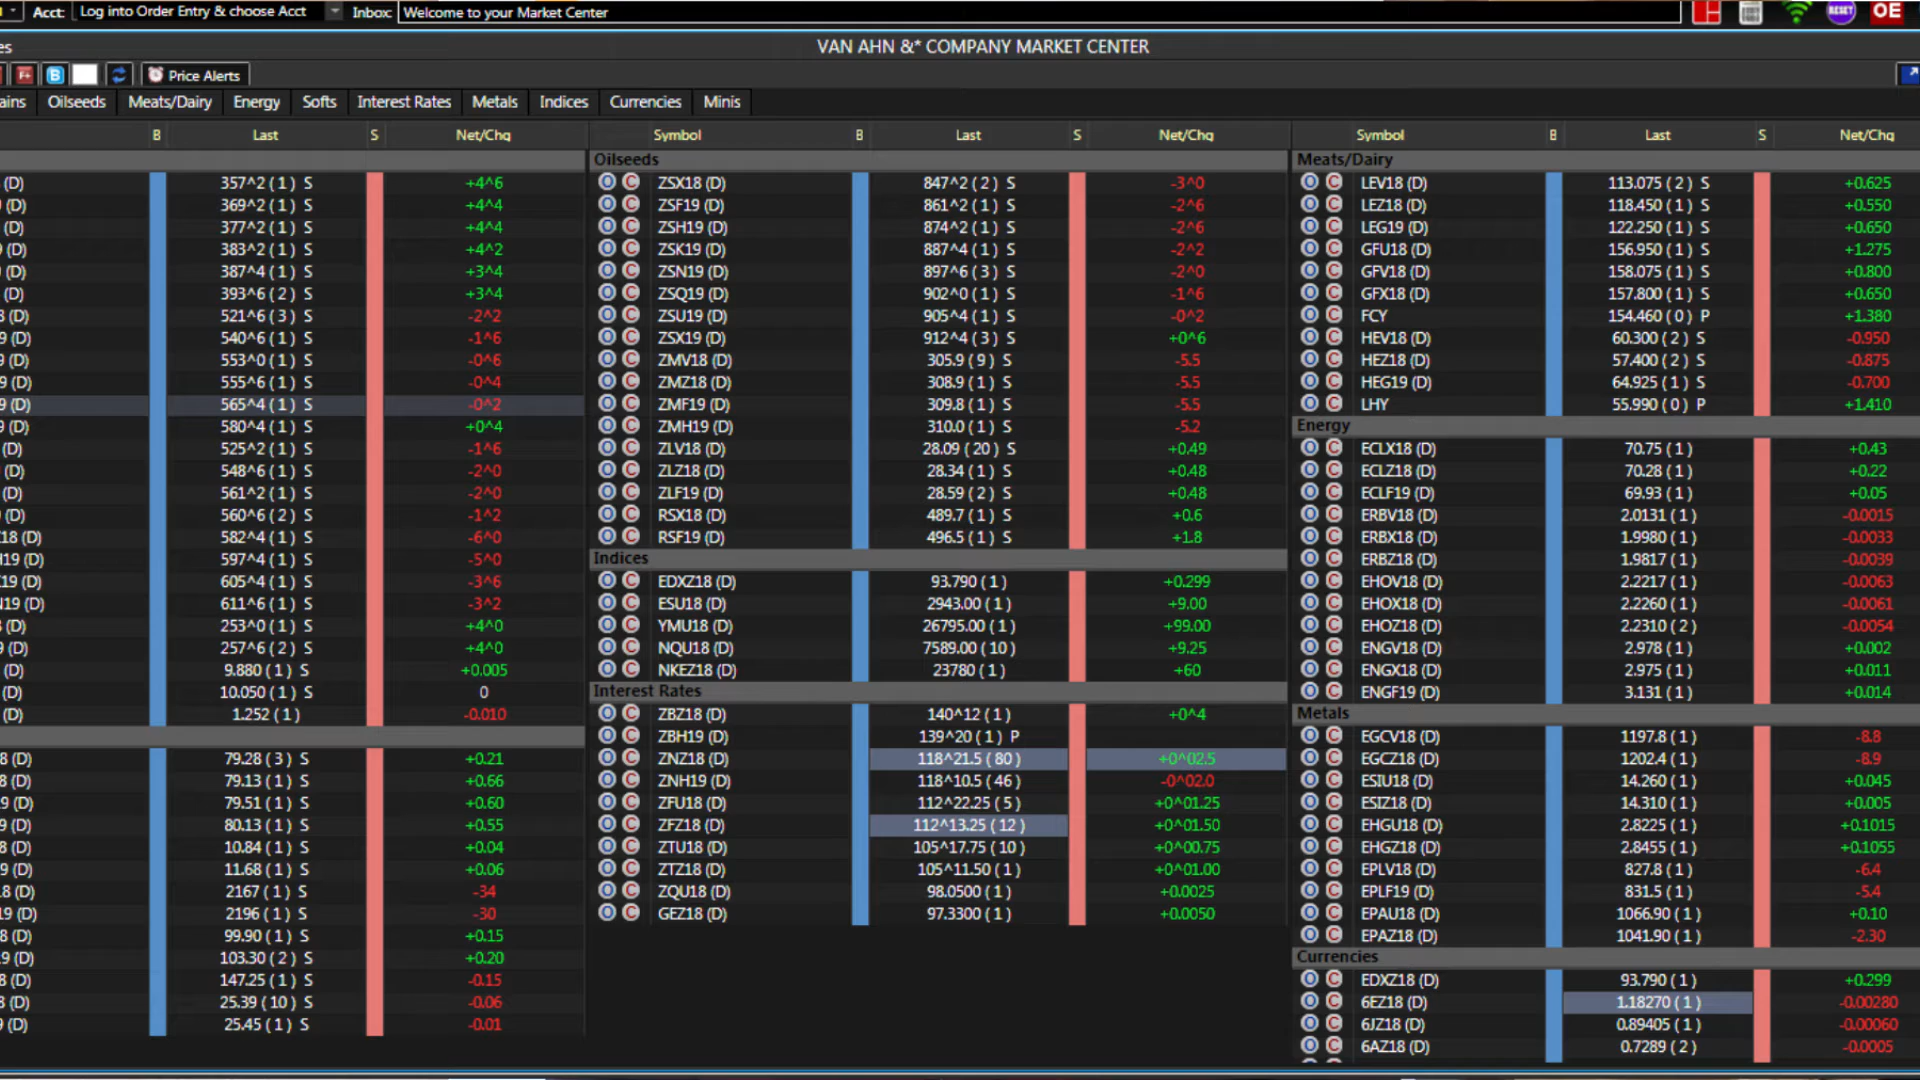 Acct: Log into Order Entry & choose Acct Inbox: Welcome to your Market Center RESET OE
es VAN AHN &* COMPANY MARKET CENTER
F+ B Price Alerts
ains Oilseeds Meats/Dairy Energy Softs Interest Rates Metals Indices Currencies Minis
B Last S Net/Chg
(D) 357^2 ( 1 ) S +4^6
(D) 369^2 ( 1 ) S +4^4
(D) 377^2 ( 1 ) S +4^4
9 (D) 383^2 ( 1 ) S +4^2
(D) 387^4 ( 1 ) S +3^4
(D) 393^6 ( 2 ) S +3^4
8 (D) 521^6 ( 3 ) S -2^2
9 (D) 540^6 ( 1 ) S -1^6
9 (D) 553^0 ( 1 ) S -0^6
9 (D) 555^6 ( 1 ) S -0^4
9 (D) 565^4 ( 1 ) S -0^2
9 (D) 580^4 ( 1 ) S +0^4
(D) 525^2 ( 1 ) S -1^6
(D) 548^6 ( 1 ) S -2^0
(D) 561^2 ( 1 ) S -2^0
(D) 560^6 ( 2 ) S -1^2
18 (D) 582^4 ( 1 ) S -6^0
19 (D) 597^4 ( 1 ) S -5^0
19 (D) 605^4 ( 1 ) S -3^6
19 (D) 611^6 ( 1 ) S -3^2
(D) 253^0 ( 1 ) S +4^0
9 (D) 257^6 ( 2 ) S +4^0
(D) 9.880 ( 1 ) S +0.005
(D) 10.050 ( 1 ) S 0
(D) 1.252 ( 1 ) -0.010
8 (D) 79.28 ( 3 ) S +0.21
(D) 79.13 ( 1 ) S +0.66
9 (D) 79.51 ( 1 ) S +0.60
9 (D) 80.13 ( 1 ) S +0.55
8 (D) 10.84 ( 1 ) S +0.04
9 (D) 11.68 ( 1 ) S +0.06
18 (D) 2167 ( 1 ) S -34
19 (D) 2196 ( 1 ) S -30
8 (D) 99.90 ( 1 ) S +0.15
9 (D) 103.30 ( 2 ) S +0.20
8 (D) 147.25 ( 1 ) S -0.15
8 (D) 25.39 ( 10 ) S -0.06
9 (D) 25.45 ( 1 ) S -0.01
Symbol B Last S Net/Chg
Oilseeds
O C ZSX18 (D) 847^2 ( 2 ) S -3^0
O C ZSF19 (D) 861^2 ( 1 ) S -2^6
O C ZSH19 (D) 874^2 ( 1 ) S -2^6
O C ZSK19 (D) 887^4 ( 1 ) S -2^2
O C ZSN19 (D) 897^6 ( 3 ) S -2^0
O C ZSQ19 (D) 902^0 ( 1 ) S -1^6
O C ZSU19 (D) 905^4 ( 1 ) S -0^2
O C ZSX19 (D) 912^4 ( 3 ) S +0^6
O C ZMV18 (D) 305.9 ( 9 ) S -5.5
O C ZMZ18 (D) 308.9 ( 1 ) S -5.5
O C ZMF19 (D) 309.8 ( 1 ) S -5.5
O C ZMH19 (D) 310.0 ( 1 ) S -5.2
O C ZLV18 (D) 28.09 ( 20 ) S +0.49
O C ZLZ18 (D) 28.34 ( 1 ) S +0.48
O C ZLF19 (D) 28.59 ( 2 ) S +0.48
O C RSX18 (D) 489.7 ( 1 ) S +0.6
O C RSF19 (D) 496.5 ( 1 ) S +1.8
Indices
O C EDXZ18 (D) 93.790 ( 1 ) +0.299
O C ESU18 (D) 2943.00 ( 1 ) +9.00
O C YMU18 (D) 26795.00 ( 1 ) +99.00
O C NQU18 (D) 7589.00 ( 10 ) +9.25
O C NKEZ18 (D) 23780 ( 1 ) +60
Interest Rates
O C ZBZ18 (D) 140^12 ( 1 ) +0^4
O C ZBH19 (D) 139^20 ( 1 ) P
O C ZNZ18 (D) 118^21.5 ( 80 ) +0^02.5
O C ZNH19 (D) 118^10.5 ( 46 ) -0^02.0
O C ZFU18 (D) 112^22.25 ( 5 ) +0^01.25
O C ZFZ18 (D) 112^13.25 ( 12 ) +0^01.50
O C ZTU18 (D) 105^17.75 ( 10 ) +0^00.75
O C ZTZ18 (D) 105^11.50 ( 1 ) +0^01.00
O C ZQU18 (D) 98.0500 ( 1 ) +0.0025
O C GEZ18 (D) 97.3300 ( 1 ) +0.0050
Symbol B Last S Net/Chg
Meats/Dairy
O C LEV18 (D) 113.075 ( 2 ) S +0.625
O C LEZ18 (D) 118.450 ( 1 ) S +0.550
O C LEG19 (D) 122.250 ( 1 ) S +0.650
O C GFU18 (D) 156.950 ( 1 ) S +1.275
O C GFV18 (D) 158.075 ( 1 ) S +0.800
O C GFX18 (D) 157.800 ( 1 ) S +0.650
O C FCY 154.460 ( 0 ) P +1.380
O C HEV18 (D) 60.300 ( 2 ) S -0.950
O C HEZ18 (D) 57.400 ( 2 ) S -0.875
O C HEG19 (D) 64.925 ( 1 ) S -0.700
O C LHY 55.990 ( 0 ) P +1.410
Energy
O C ECLX18 (D) 70.75 ( 1 ) +0.43
O C ECLZ18 (D) 70.28 ( 1 ) +0.22
O C ECLF19 (D) 69.93 ( 1 ) +0.05
O C ERBV18 (D) 2.0131 ( 1 ) -0.0015
O C ERBX18 (D) 1.9980 ( 1 ) -0.0033
O C ERBZ18 (D) 1.9817 ( 1 ) -0.0039
O C EHOV18 (D) 2.2217 ( 1 ) -0.0063
O C EHOX18 (D) 2.2260 ( 1 ) -0.0061
O C EHOZ18 (D) 2.2310 ( 2 ) -0.0054
O C ENGV18 (D) 2.978 ( 1 ) +0.002
O C ENGX18 (D) 2.975 ( 1 ) +0.011
O C ENGF19 (D) 3.131 ( 1 ) +0.014
Metals
O C EGCV18 (D) 1197.8 ( 1 ) -8.8
O C EGCZ18 (D) 1202.4 ( 1 ) -8.9
O C ESIU18 (D) 14.260 ( 1 ) +0.045
O C ESIZ18 (D) 14.310 ( 1 ) +0.005
O C EHGU18 (D) 2.8225 ( 1 ) +0.1015
O C EHGZ18 (D) 2.8455 ( 1 ) +0.1055
O C EPLV18 (D) 827.8 ( 1 ) -6.4
O C EPLF19 (D) 831.5 ( 1 ) -5.4
O C EPAU18 (D) 1066.90 ( 1 ) +0.10
O C EPAZ18 (D) 1041.90 ( 1 ) -2.30
Currencies
O C EDXZ18 (D) 93.790 ( 1 ) +0.299
O C 6EZ18 (D) 1.18270 ( 1 ) -0.00280
O C 6JZ18 (D) 0.89405 ( 1 ) -0.00060
O C 6AZ18 (D) 0.7289 ( 2 ) -0.0005